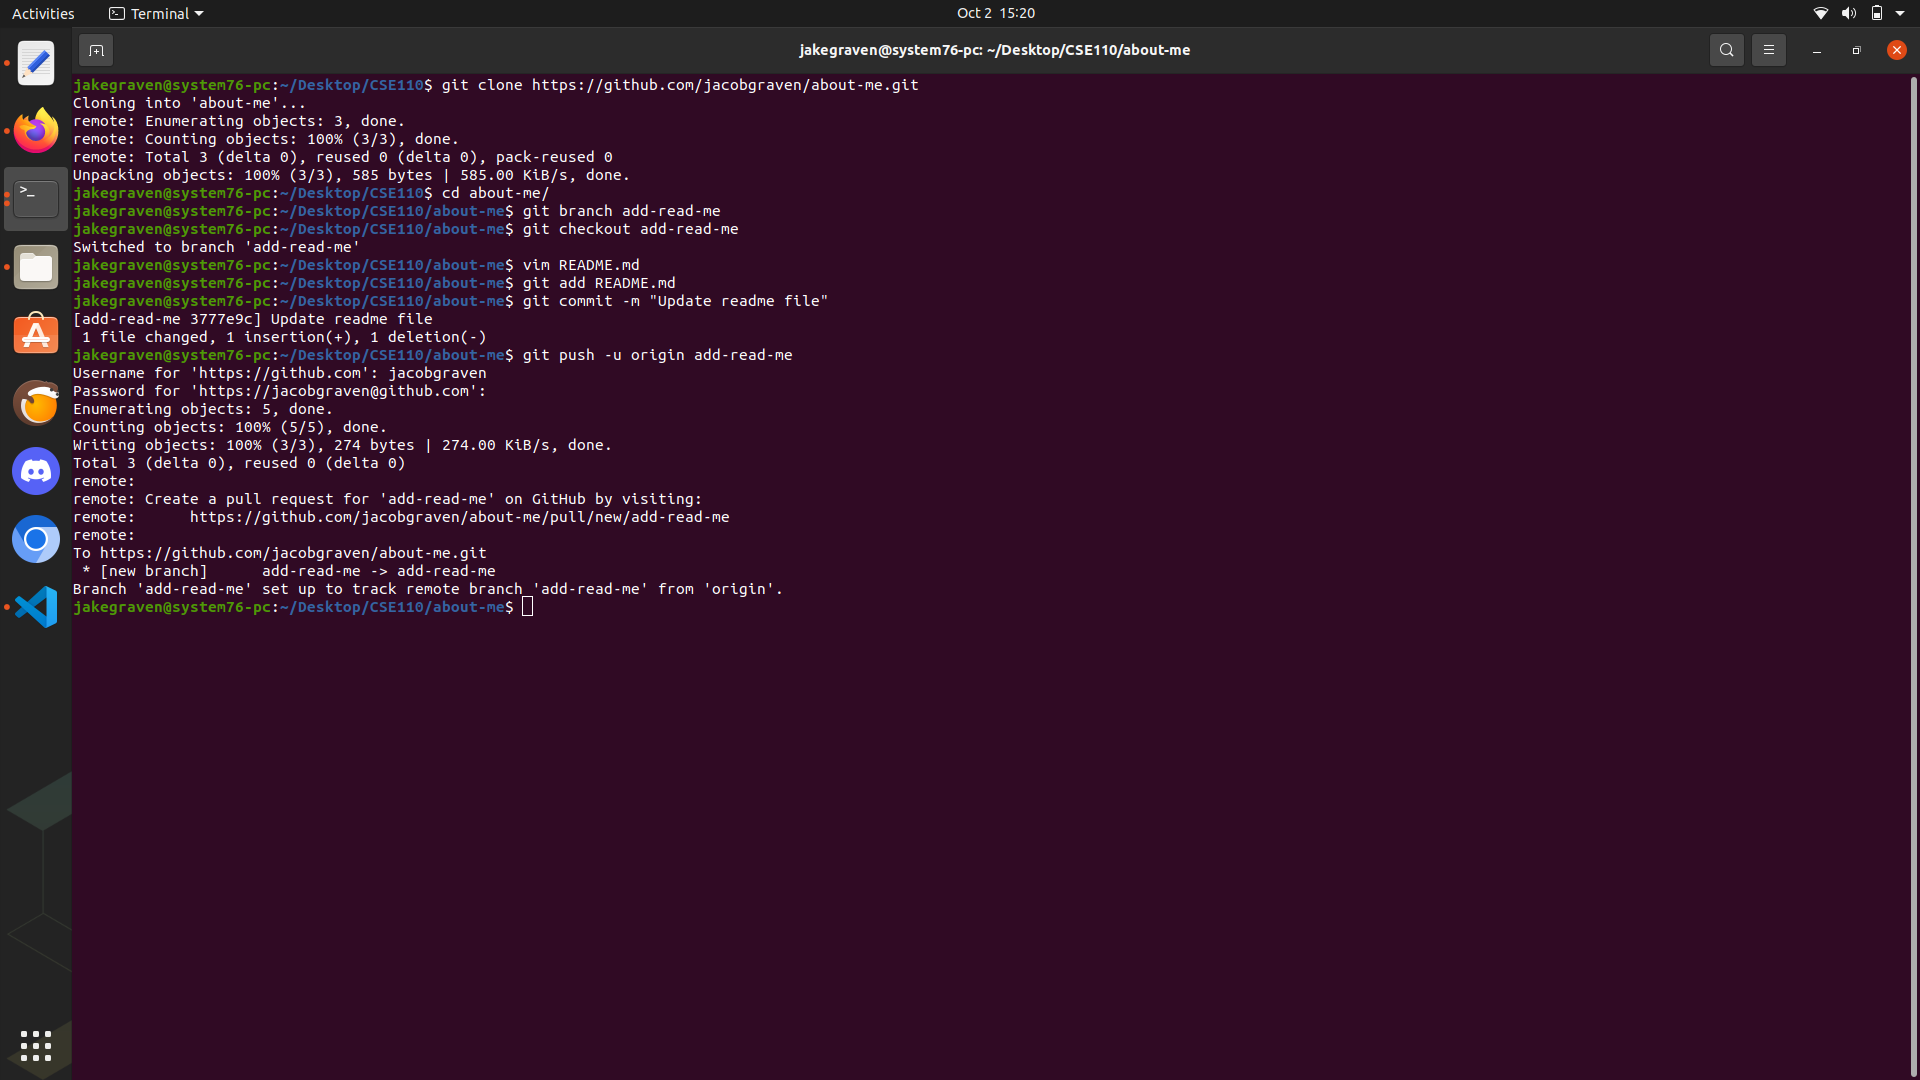 Activities
Terminal
Oct 2 15:20
jakegraven@system76-pc: ~/Desktop/CSE110/about-me
jakegraven@system76-pc:~/Desktop/CSE110$ git clone https://github.com/jacobgraven/about-me.git
Cloning into 'about-me'...
remote: Enumerating objects: 3, done.
remote: Counting objects: 100% (3/3), done.
remote: Total 3 (delta 0), reused 0 (delta 0), pack-reused 0
Unpacking objects: 100% (3/3), 585 bytes | 585.00 KiB/s, done.
jakegraven@system76-pc:~/Desktop/CSE110$ cd about-me/
jakegraven@system76-pc:~/Desktop/CSE110/about-me$ git branch add-read-me
jakegraven@system76-pc:~/Desktop/CSE110/about-me$ git checkout add-read-me
Switched to branch 'add-read-me'
jakegraven@system76-pc:~/Desktop/CSE110/about-me$ vim README.md
jakegraven@system76-pc:~/Desktop/CSE110/about-me$ git add README.md
jakegraven@system76-pc:~/Desktop/CSE110/about-me$ git commit -m "Update readme file"
[add-read-me 3777e9c] Update readme file
 1 file changed, 1 insertion(+), 1 deletion(-)
jakegraven@system76-pc:~/Desktop/CSE110/about-me$ git push -u origin add-read-me
Username for 'https://github.com': jacobgraven
Password for 'https://jacobgraven@github.com':
Enumerating objects: 5, done.
Counting objects: 100% (5/5), done.
Writing objects: 100% (3/3), 274 bytes | 274.00 KiB/s, done.
Total 3 (delta 0), reused 0 (delta 0)
remote:
remote: Create a pull request for 'add-read-me' on GitHub by visiting:
remote:      https://github.com/jacobgraven/about-me/pull/new/add-read-me
remote:
To https://github.com/jacobgraven/about-me.git
 * [new branch]      add-read-me -> add-read-me
Branch 'add-read-me' set up to track remote branch 'add-read-me' from 'origin'.
jakegraven@system76-pc:~/Desktop/CSE110/about-me$